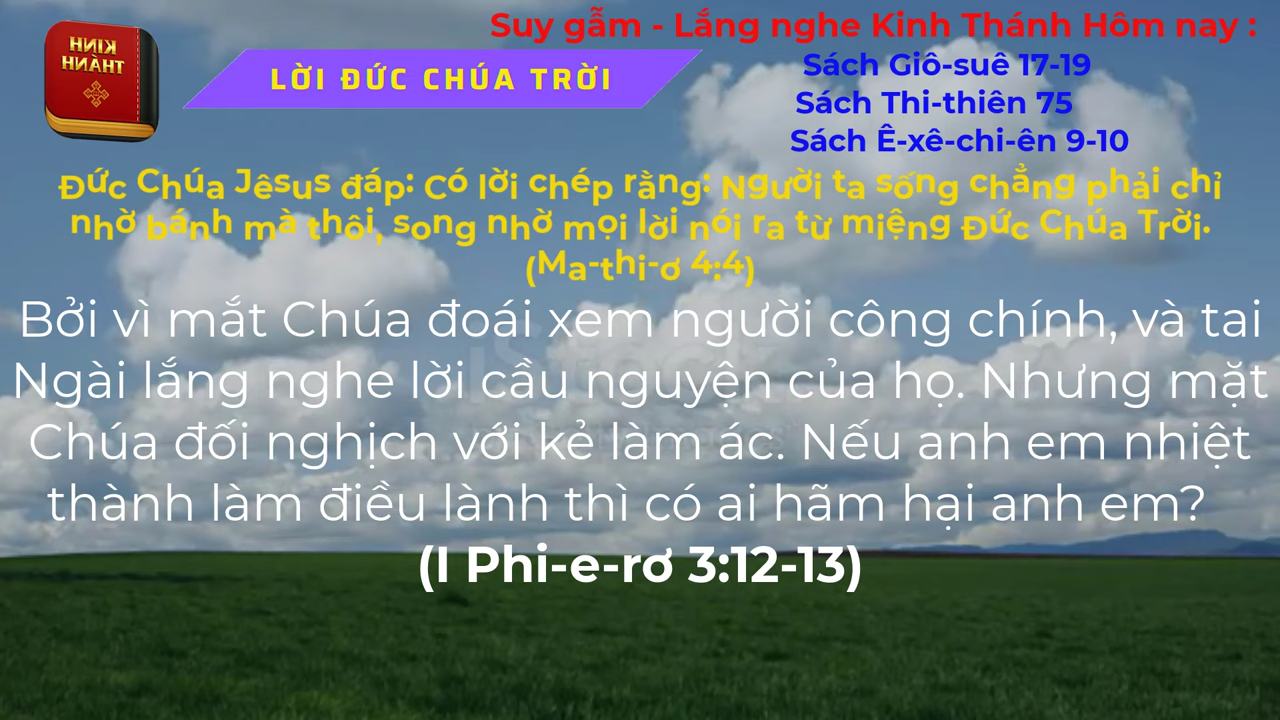 KINH
THÁNH
LỜI ĐỨC CHÚA TRỜI
Suy gẫm - Lắng nghe Kinh Thánh Hôm nay :
Sách Giô-suê 17-19
Sách Thi-thiên 75
Sách Ê-xê-chi-ên 9-10
Đức Chúa Jêsus đáp: Có lời chép rằng: Người ta sống chẳng phải chỉ
nhờ bánh mà thôi, song nhờ mọi lời nói ra từ miệng Đức Chúa Trời.
(Ma-thi-ơ 4:4)
Bởi vì mắt Chúa đoái xem người công chính, và tai
Ngài lắng nghe lời cầu nguyện của họ. Nhưng mặt
Chúa đối nghịch với kẻ làm ác. Nếu anh em nhiệt
thành làm điều lành thì có ai hãm hại anh em?
(I Phi-e-rơ 3:12-13)